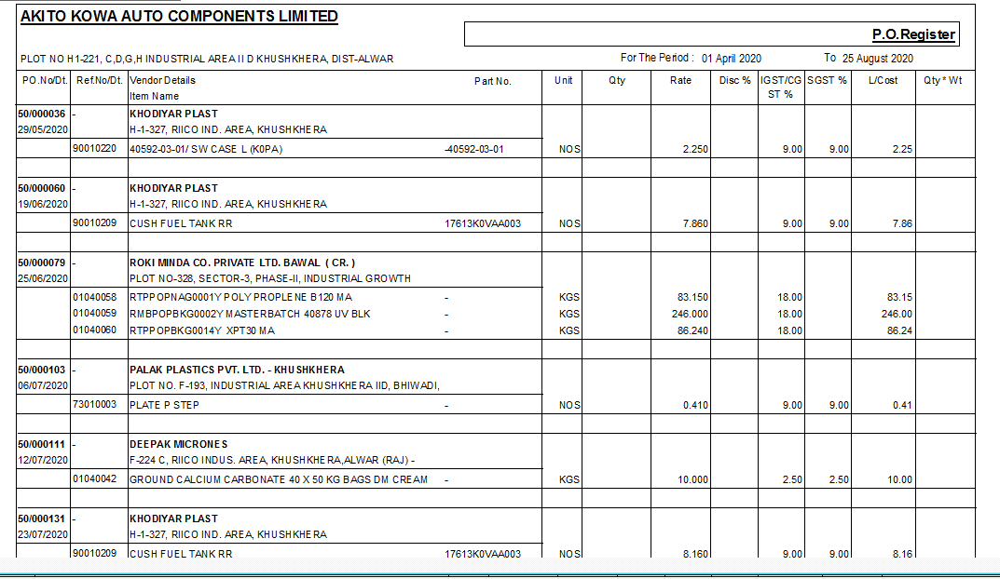 AKITO KOWA AUTO COMPONENTS LIMITED
P.O.Register
PLOT NO H1-221, C,D,G,H INDUSTRIAL AREA II D KHUSHKHERA, DIST-ALWAR For The Period : 01 April 2020 To 25 August 2020
PO.No/Dt. Ref.No/Dt. Vendor Details Part No. Unit Qty Rate Disc % IGST/CG SGST % L/Cost Qty * Wt
Item Name ST %
50/000036 - KHODIYAR PLAST
29/05/2020 H-1-327, RIICO IND. AREA, KHUSHKHERA
90010220 40592-03-01/ SW CASE L (K0PA) -40592-03-01 NOS 2.250 9.00 9.00 2.25
50/000060 - KHODIYAR PLAST
19/06/2020 H-1-327, RIICO IND. AREA, KHUSHKHERA
90010209 CUSH FUEL TANK RR 17613K0VAA003 NOS 7.860 9.00 9.00 7.86
50/000079 - ROKI MINDA CO. PRIVATE LTD. BAWAL ( CR. )
25/06/2020 PLOT NO-328, SECTOR-3, PHASE-II, INDUSTRIAL GROWTH
01040058 RTPPOPNAG0001Y POLY PROPLENE B120 MA - KGS 83.150 18.00 83.15
01040059 RMBPOPBKG0002Y MASTERBATCH 40878 UV BLK - KGS 246.000 18.00 246.00
01040060 RTPPOPBKG0014Y XPT30 MA - KGS 86.240 18.00 86.24
50/000103 - PALAK PLASTICS PVT. LTD. - KHUSHKHERA
06/07/2020 PLOT NO. F-193, INDUSTRIAL AREA KHUSHKHERA IID, BHIWADI,
73010003 PLATE P STEP - NOS 0.410 9.00 9.00 0.41
50/000111 - DEEPAK MICRONES
12/07/2020 F-224 C, RIICO INDUS. AREA, KHUSHKHERA,ALWAR (RAJ) -
01040042 GROUND CALCIUM CARBONATE 40 X 50 KG BAGS DM CREAM - KGS 10.000 2.50 2.50 10.00
50/000131 - KHODIYAR PLAST
23/07/2020 H-1-327, RIICO IND. AREA, KHUSHKHERA
90010209 CUSH FUEL TANK RR 17613K0VAA003 NOS 8.160 9.00 9.00 8.16